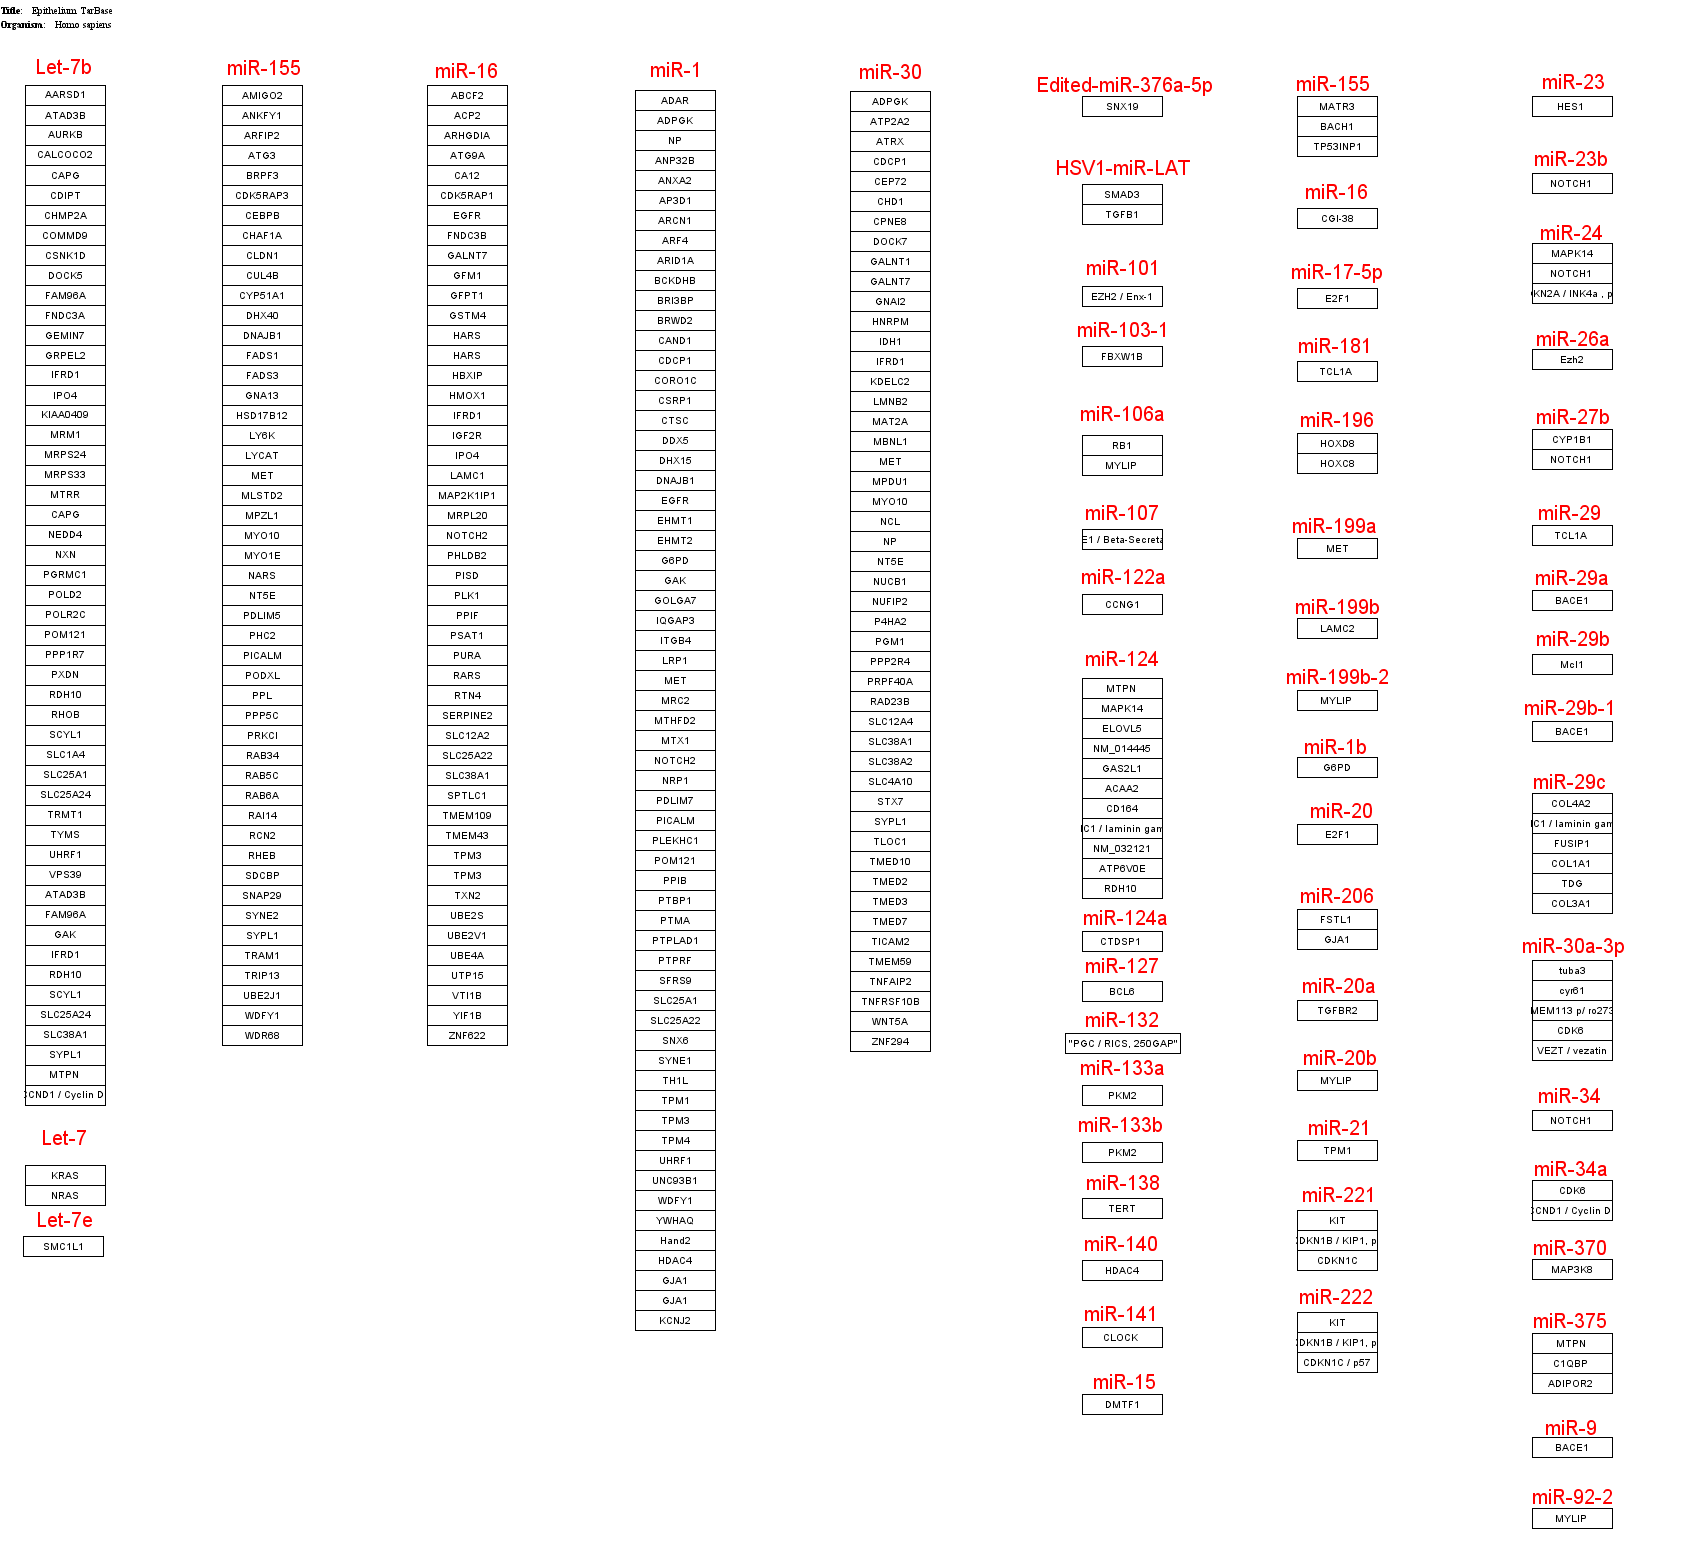 Title: Epithelium TarBase
Organism: Homo sapiens
Let-7b
AARSD1
ATAD3B
AURKB
CALCOCO2
CAPG
CDIPT
CHMP2A
COMMD9
CSNK1D
DOCK5
FAM96A
FNDC3A
GEMIN7
GRPEL2
IFRD1
IPO4
KIAA0409
MRM1
MRPS24
MRPS33
MTRR
CAPG
NEDD4
NXN
PGRMC1
POLD2
POLR2C
POM121
PPP1R7
PXDN
RDH10
RHOB
SCYL1
SLC1A4
SLC25A1
SLC25A24
TRMT1
TYMS
UHRF1
VPS39
ATAD3B
FAM96A
GAK
IFRD1
RDH10
SCYL1
SLC25A24
SLC38A1
SYPL1
MTPN
CCND1 / Cyclin D
Let-7
KRAS
NRAS
Let-7e
SMC1L1
miR-155
AMIGO2
ANKFY1
ARFIP2
ATG3
BRPF3
CDK5RAP3
CEBPB
CHAF1A
CLDN1
CUL4B
CYP51A1
DHX40
DNAJB1
FADS1
FADS3
GNA13
HSD17B12
LY6K
LYCAT
MET
MLSTD2
MPZL1
MYO10
MYO1E
NARS
NT5E
PDLIM5
PHC2
PICALM
PODXL
PPL
PPP5C
PRKCI
RAB34
RAB5C
RAB6A
RAI14
RCN2
RHEB
SDCBP
SNAP29
SYNE2
SYPL1
TRAM1
TRIP13
UBE2J1
WDFY1
WDR68
miR-16
ABCF2
ACP2
ARHGDIA
ATG9A
CA12
CDK5RAP1
EGFR
FNDC3B
GALNT7
GFM1
GFPT1
GSTM4
HARS
HARS
HBXIP
HMOX1
IFRD1
IGF2R
IPO4
LAMC1
MAP2K1IP1
MRPL20
NOTCH2
PHLDB2
PISD
PLK1
PPIF
PSAT1
PURA
RARS
RTN4
SERPINE2
SLC12A2
SLC25A22
SLC38A1
SPTLC1
TMEM109
TMEM43
TPM3
TPM3
TXN2
UBE2S
UBE2V1
UBE4A
UTP15
VTI1B
YIF1B
ZNF622
miR-1
ADAR
ADPGK
NP
ANP32B
ANXA2
AP3D1
ARCN1
ARF4
ARID1A
BCKDHB
BRI3BP
BRWD2
CAND1
CDCP1
CORO1C
CSRP1
CTSC
DDX5
DHX15
DNAJB1
EGFR
EHMT1
EHMT2
G6PD
GAK
GOLGA7
IQGAP3
ITGB4
LRP1
MET
MRC2
MTHFD2
MTX1
NOTCH2
NRP1
PDLIM7
PICALM
PLEKHC1
POM121
PPIB
PTBP1
PTMA
PTPLAD1
PTPRF
SFRS9
SLC25A1
SLC25A22
SNX6
SYNE1
TH1L
TPM1
TPM3
TPM4
UHRF1
UNC93B1
WDFY1
YWHAQ
Hand2
HDAC4
GJA1
GJA1
KCNJ2
miR-30
ADPGK
ATP2A2
ATRX
CDCP1
CEP72
CHD1
CPNE8
DOCK7
GALNT1
GALNT7
GNAI2
HNRPM
IDH1
IFRD1
KDELC2
LMNB2
MAT2A
MBNL1
MET
MPDU1
MYO10
NCL
NP
NT5E
NUCB1
NUFIP2
P4HA2
PGM1
PPP2R4
PRPF40A
RAD23B
SLC12A4
SLC38A1
SLC38A2
SLC4A10
STX7
SYPL1
TLOC1
TMED10
TMED2
TMED3
TMED7
TICAM2
TMEM59
TNFAIP2
TNFRSF10B
WNT5A
ZNF294
Edited-miR-376a-5p
SNX19
HSV1-miR-LAT
SMAD3
TGFB1
miR-101
EZH2 / Enx-1
miR-103-1
FBXW1B
miR-106a
RB1
MYLIP
miR-107
E1 / Beta-Secreta
miR-122a
CCNG1
miR-124
MTPN
MAPK14
ELOVL5
NM_014445
GAS2L1
ACAA2
CD164
IC1 / laminin gam
NM_032121
ATP6V0E
RDH10
miR-124a
CTDSP1
miR-127
BCL6
miR-132
"PGC / RICS, 250GAP"
miR-133a
PKM2
miR-133b
PKM2
miR-138
TERT
miR-140
HDAC4
miR-141
CLOCK
miR-15
DMTF1
miR-155
MATR3
BACH1
TP53INP1
miR-16
CGI-38
miR-17-5p
E2F1
miR-181
TCL1A
miR-196
HOXD8
HOXC8
miR-199a
MET
miR-199b
LAMC2
miR-199b-2
MYLIP
miR-1b
G6PD
miR-20
E2F1
miR-206
FSTL1
GJA1
miR-20a
TGFBR2
miR-20b
MYLIP
miR-21
TPM1
miR-221
KIT
CDKN1B / KIP1, p
CDKN1C
miR-222
KIT
CDKN1B / KIP1, p
CDKN1C / p57
miR-23
HES1
miR-23b
NOTCH1
miR-24
MAPK14
NOTCH1
KN2A / INK4a , p
miR-26a
Ezh2
miR-27b
CYP1B1
NOTCH1
miR-29
TCL1A
miR-29a
BACE1
miR-29b
Mcl1
miR-29b-1
BACE1
miR-29c
COL4A2
IC1 / laminin gam
FUSIP1
COL1A1
TDG
COL3A1
miR-30a-3p
tuba3
cyr61
MEM113 p/ ro273
CDK6
VEZT / vezatin
miR-34
NOTCH1
miR-34a
CDK6
CCND1 / Cyclin D
miR-370
MAP3K8
miR-375
MTPN
C1QBP
ADIPOR2
miR-9
BACE1
miR-92-2
MYLIP